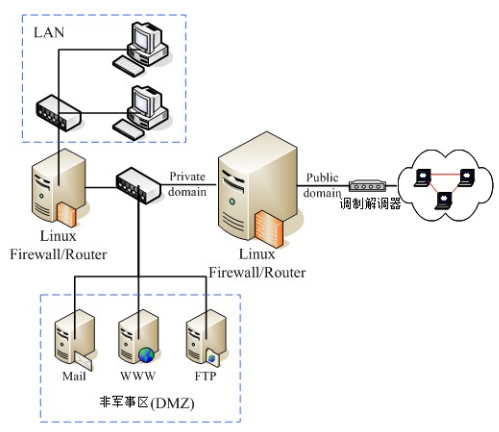 LAN
Private
domain
Public
domain
调制解调器
Linux
Firewall/Router
Linux
Firewall/Router
Mail
WWW
FTP
非军事区(DMZ)